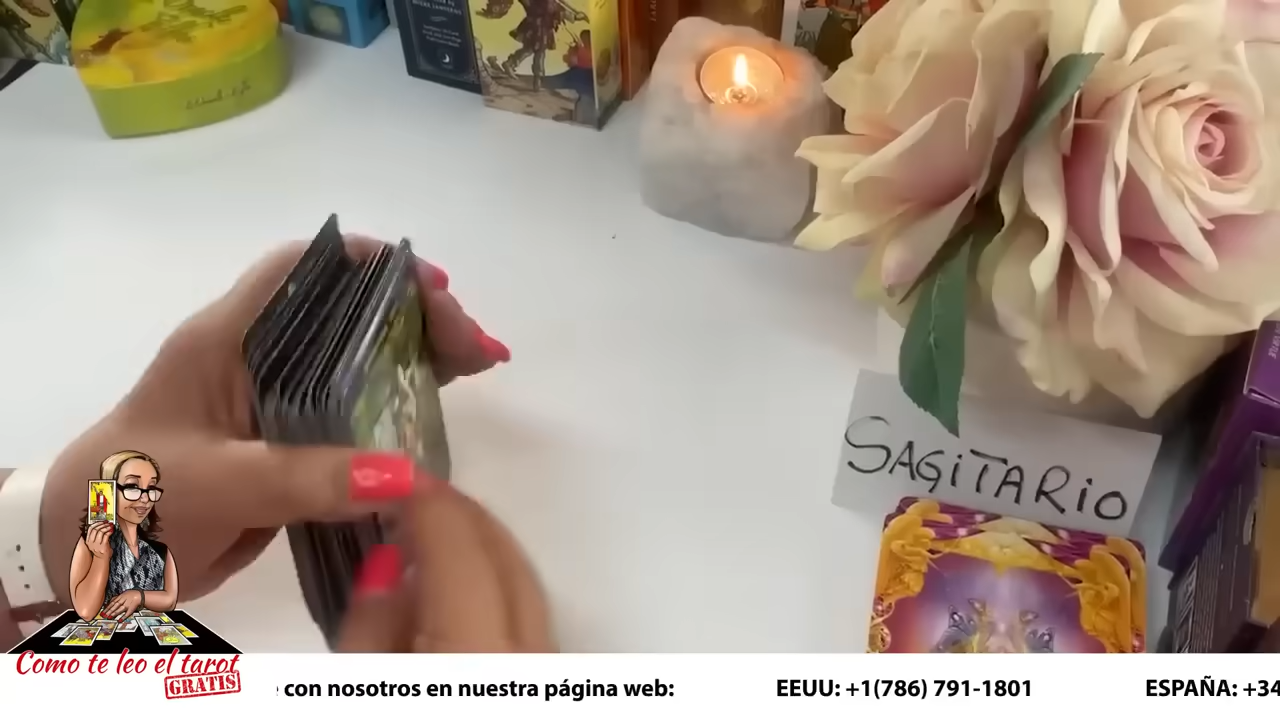 SAGiTARiO
Como te leo el tarot
GRATIS
con nosotros en nuestra página web:
EEUU: +1(786) 791-1801
ESPAÑA: +34